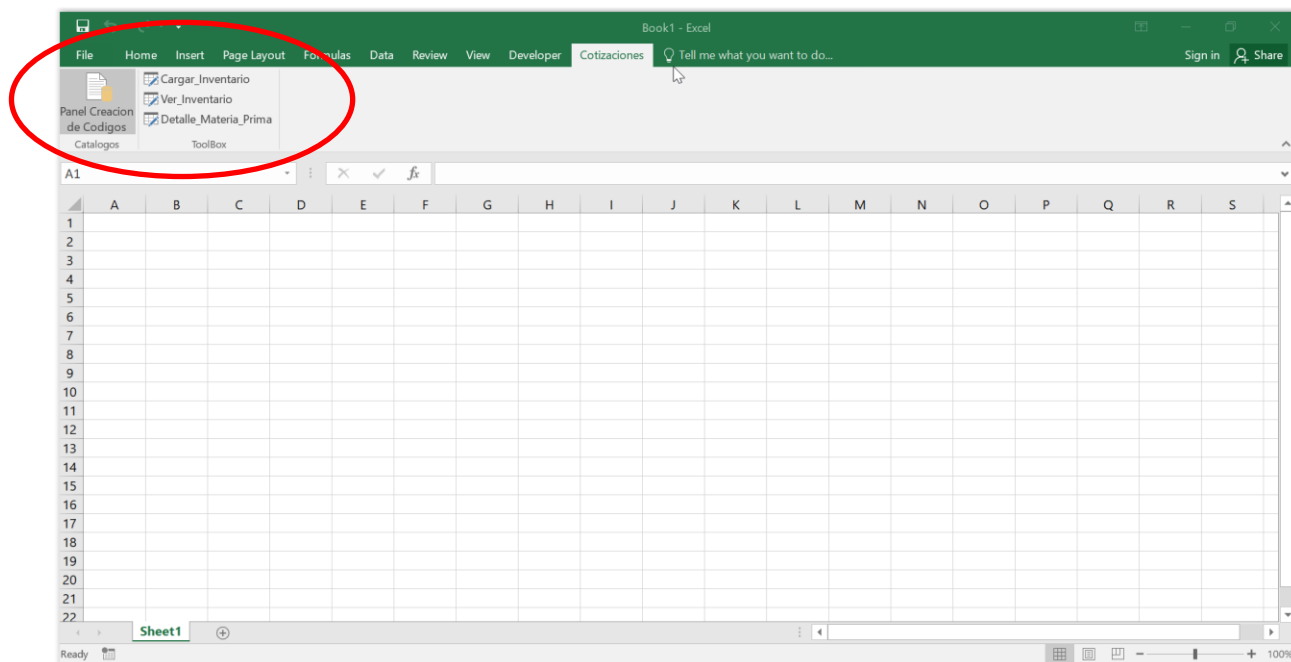 Book1 - Excel
File Home Insert Page Layout Formulas Data Review View Developer Cotizaciones Tell me what you want to do... Sign in Share
Panel Creacion
de Codigos
Catalogos
Cargar_Inventario
Ver_Inventario
Detalle_Materia_Prima
ToolBox
A1 fx
A B C D E F G H I J K L M N O P Q R S
1
2
3
4
5
6
7
8
9
10
11
12
13
14
15
16
17
18
19
20
21
22
Sheet1
Ready 100%